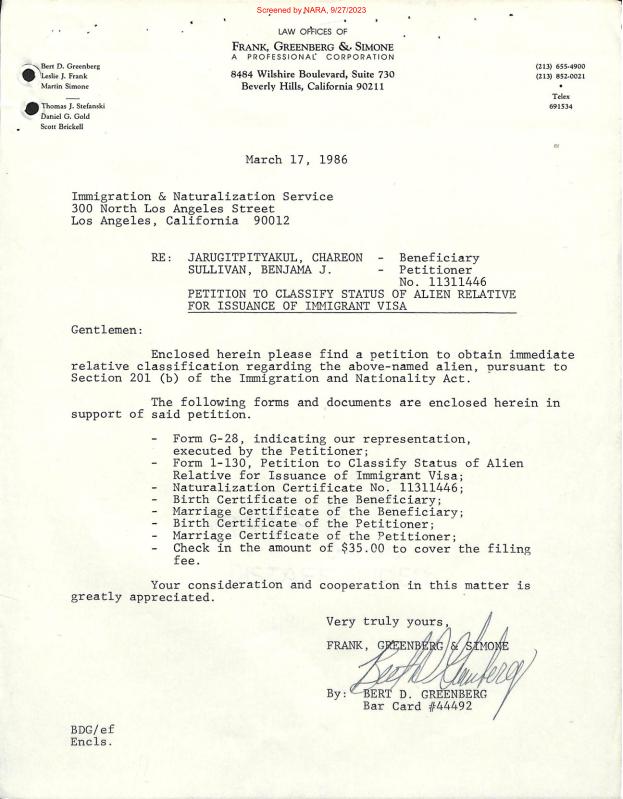 Screened by NARA, 9/27/2023
LAW OFFICES OF
FRANK, GREENBERG & SIMONE
A PROFESSIONAL CORPORATION
8484 Wilshire Boulevard, Suite 730
Beverly Hills, California 90211
Bert D. Greenberg
Leslie J. Frank
Martin Simone
Thomas J. Stefanski
Daniel G. Gold
Scott Brickell
(213) 655-4900
(213) 852-0021
•
Telex
691534
March 17, 1986
Immigration & Naturalization Service
300 North Los Angeles Street
Los Angeles, California 90012
RE: JARUGITPITYAKUL, CHAREON - Beneficiary
SULLIVAN, BENJAMA J. - Petitioner
No. 11311446
PETITION TO CLASSIFY STATUS OF ALIEN RELATIVE
FOR ISSUANCE OF IMMIGRANT VISA
Gentlemen:
Enclosed herein please find a petition to obtain immediate
relative classification regarding the above-named alien, pursuant to
Section 201 (b) of the Immigration and Nationality Act.
The following forms and documents are enclosed herein in
support of said petition.
- Form G-28, indicating our representation,
executed by the Petitioner;
- Form 1-130, Petition to Classify Status of Alien
Relative for Issuance of Immigrant Visa;
- Naturalization Certificate No. 11311446;
- Birth Certificate of the Beneficiary;
- Marriage Certificate of the Beneficiary;
- Birth Certificate of the Petitioner;
- Marriage Certificate of the Petitioner;
- Check in the amount of $35.00 to cover the filing
fee.
Your consideration and cooperation in this matter is
greatly appreciated.
Very truly yours,
FRANK, GREENBERG & SIMONE
Bert D. Greenberg
By: BERT D. GREENBERG
Bar Card #44492
BDG/ef
Encls.